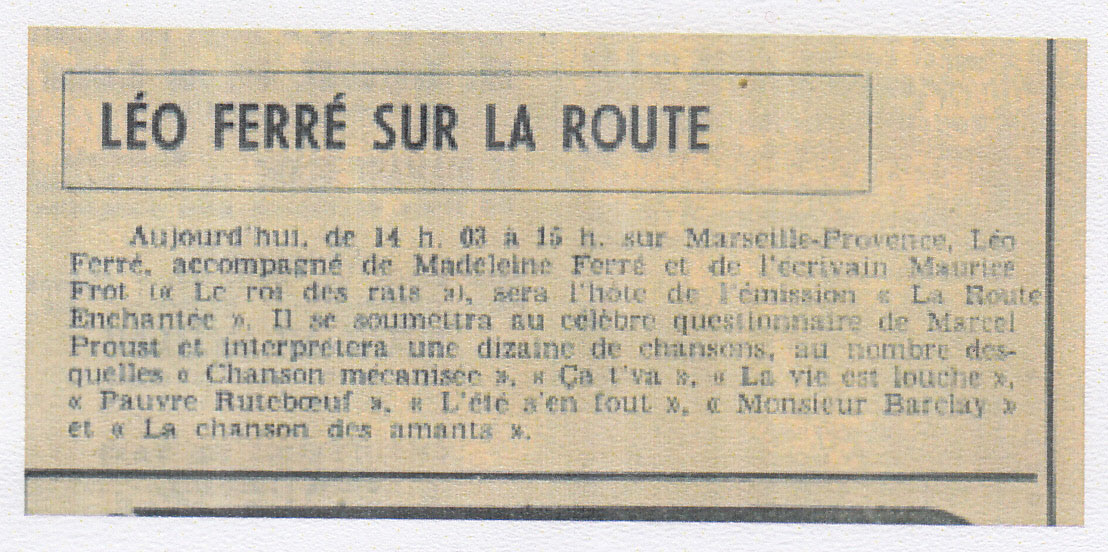 LÉO FERRÉ SUR LA ROUTE
Aujourd'hui, de 14 h. 03 à 15 h. sur Marseille-Provence, Léo
Ferré, accompagné de Madeleine Ferré et de l'écrivain Maurice
Frot (« Le roi des rats »), sera l'hôte de l'émission « La Route
Enchantée ». Il se soumettra au célèbre questionnaire de Marcel
Proust et interprétera une dizaine de chansons, au nombre des-
quelles « Chanson mécanisée », « Ça t'va », « La vie est louche »,
« Pauvre Rutebœuf », « L'été s'en fout », « Monsieur Barclay »
et « La chanson des amants ».